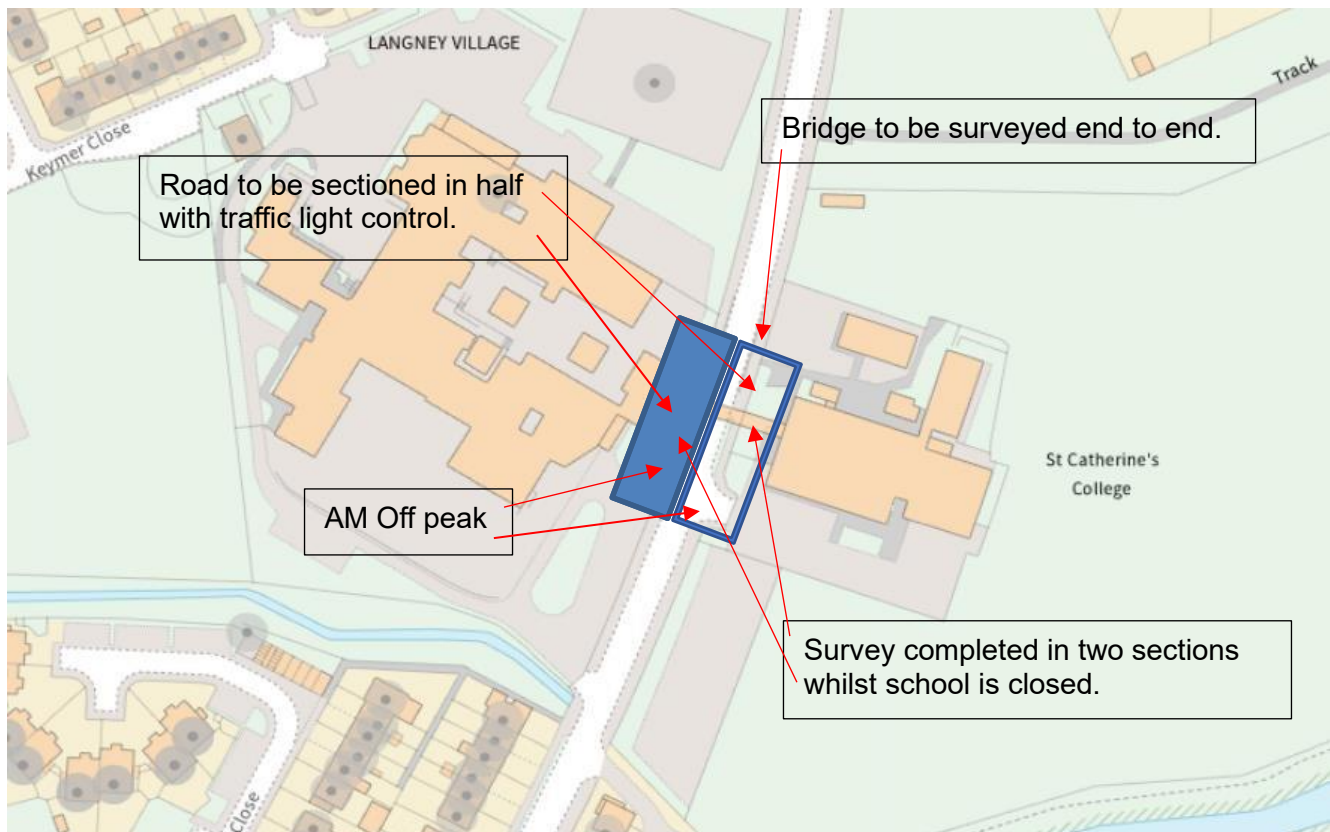 LANGNEY VILLAGE
Track
Bridge to be surveyed end to end.
Keymer Close
Road to be sectioned in half
with traffic light control.
St Catherine's
College
AM Off peak
Survey completed in two sections
whilst school is closed.
Close